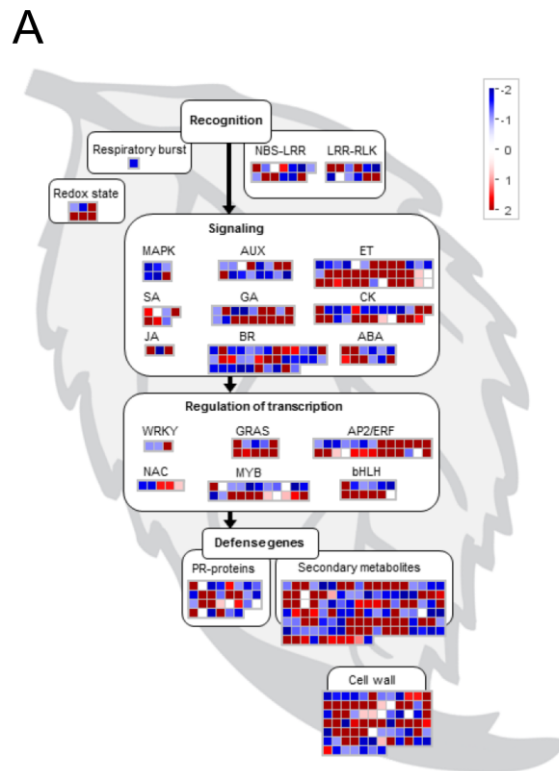 A
Recognition
Respiratory burst
NBS-LRR
LRR-RLK
Redox state
-2
-1
0
1
2
Signaling
MAPK
AUX
ET
SA
GA
CK
JA
BR
ABA
Regulation of transcription
WRKY
GRAS
AP2/ERF
NAC
MYB
bHLH
Defensegenes
PR-proteins
Secondary metabolites
Cell wall